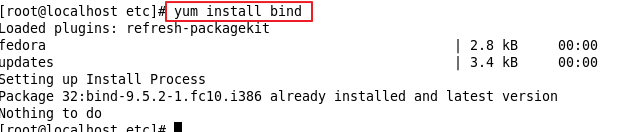 [root@localhost etc]# yum install bind
Loaded plugins: refresh-packagekit
fedora | 2.8 kB 00:00
updates | 3.4 kB 00:00
Setting up Install Process
Package 32:bind-9.5.2-1.fc10.i386 already installed and latest version
Nothing to do
[root@localhost etc]#